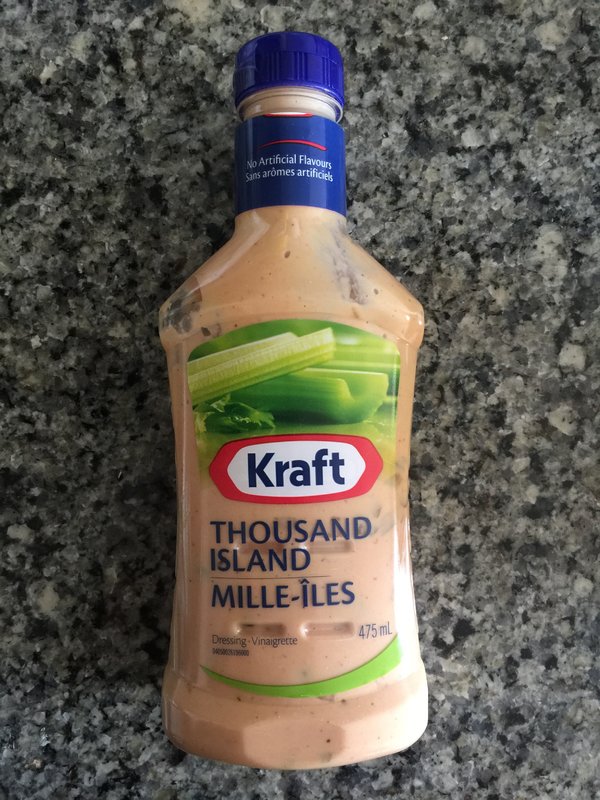 No Artificial Flavours
Sans arômes artificiels
Kraft
THOUSAND
ISLAND
MILLE-ÎLES
475 mL
Dressing · Vinaigrette